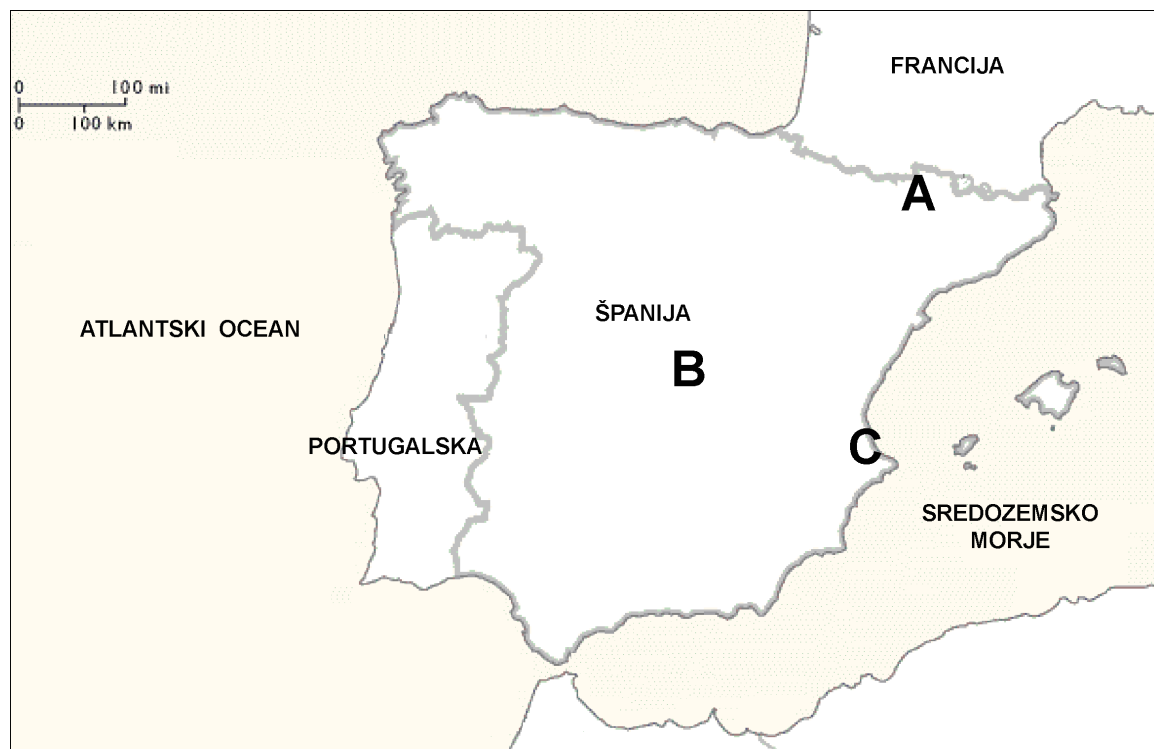 FRANCIJA
0 100 mi
0 100 km
A
ŠPANIJA
ATLANTSKI OCEAN
B
PORTUGALSKA
C
SREDOZEMSKO
MORJE